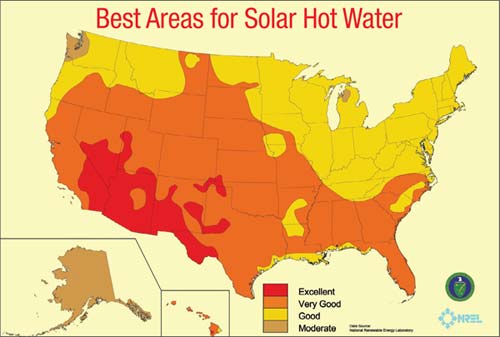 Best Areas for Solar Hot Water
Excellent
Very Good
Good
Moderate
Data Source:
National Renewable Energy Laboratory
NREL